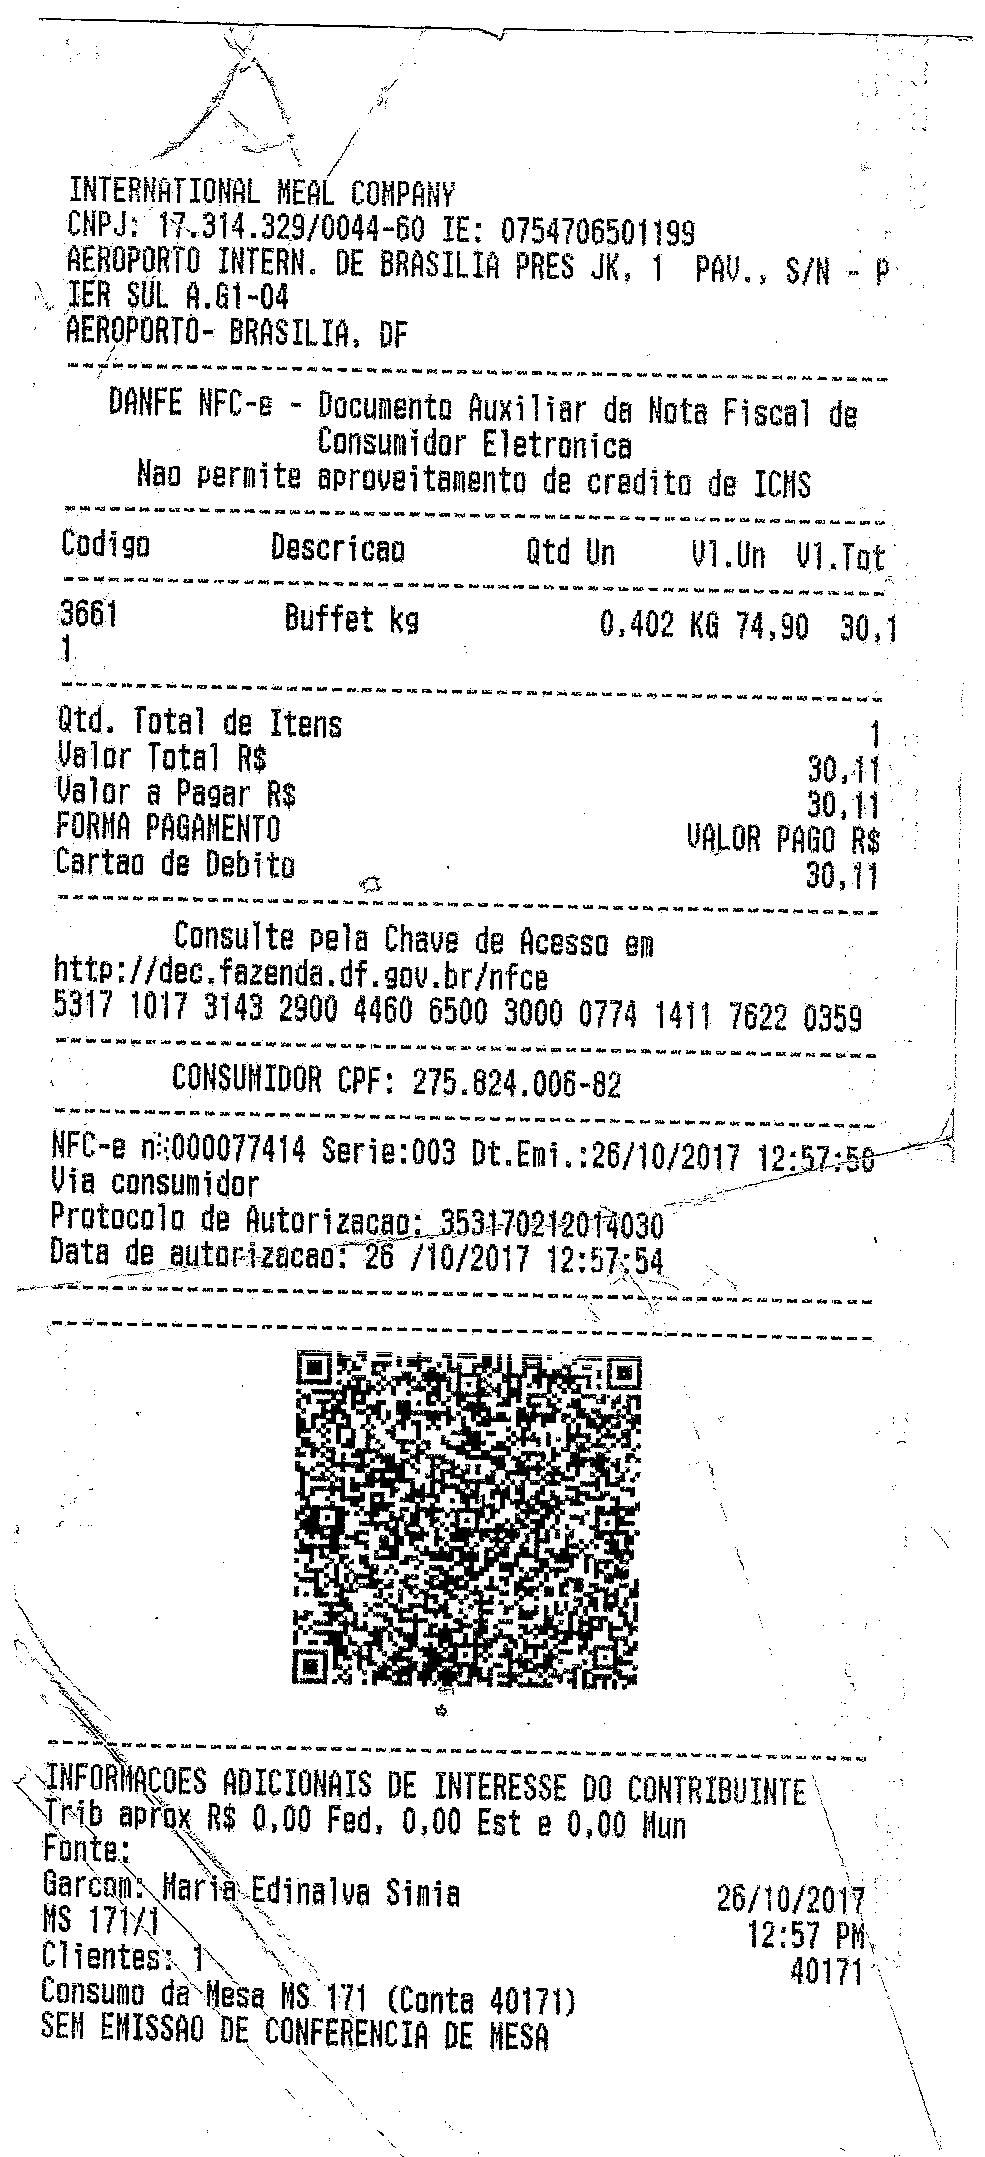 INTERNATIONAL MEAL COMPANY
CNPJ: 17.314.329/0044-60 IE: 0754706501199
AEROPORTO INTERN. DE BRASILIA PRES JK, 1  PAV., S/N - P
IER SUL A.G1-04
AEROPORTO- BRASILIA, DF
DANFE NFC-e - Documento Auxiliar da Nota Fiscal de
Consumidor Eletronica
Nao permite aproveitamento de credito de ICMS
Codigo Descricao Qtd Un Vl.Un Vl.Tot
3661 Buffet kg 0,402 KG 74,90 30,1
1
Qtd. Total de Itens 1
Valor Total R$ 30,11
Valor a Pagar R$ 30,11
FORMA PAGAMENTO VALOR PAGO R$
Cartao de Debito 30,11
Consulte pela Chave de Acesso em
http://dec.fazenda.df.gov.br/nfce
5317 1017 3143 2900 4460 6500 3000 0774 1411 7622 0359
CONSUMIDOR CPF: 275.824.006-82
NFC-e n:000077414 Serie:003 Dt.Emi.:26/10/2017 12:57:50
Via consumidor
Protocolo de Autorizacao: 353170212014030
Data de autorizacao: 26 /10/2017 12:57:54
INFORMACOES ADICIONAIS DE INTERESSE DO CONTRIBUINTE
Trib aprox R$ 0,00 Fed, 0,00 Est e 0,00 Mun
Fonte:
Garcom: Maria Edinalva Simia 26/10/2017
MS 171/1 12:57 PM
Clientes: 1 40171
Consumo da Mesa MS 171 (Conta 40171)
SEM EMISSAO DE CONFERENCIA DE MESA